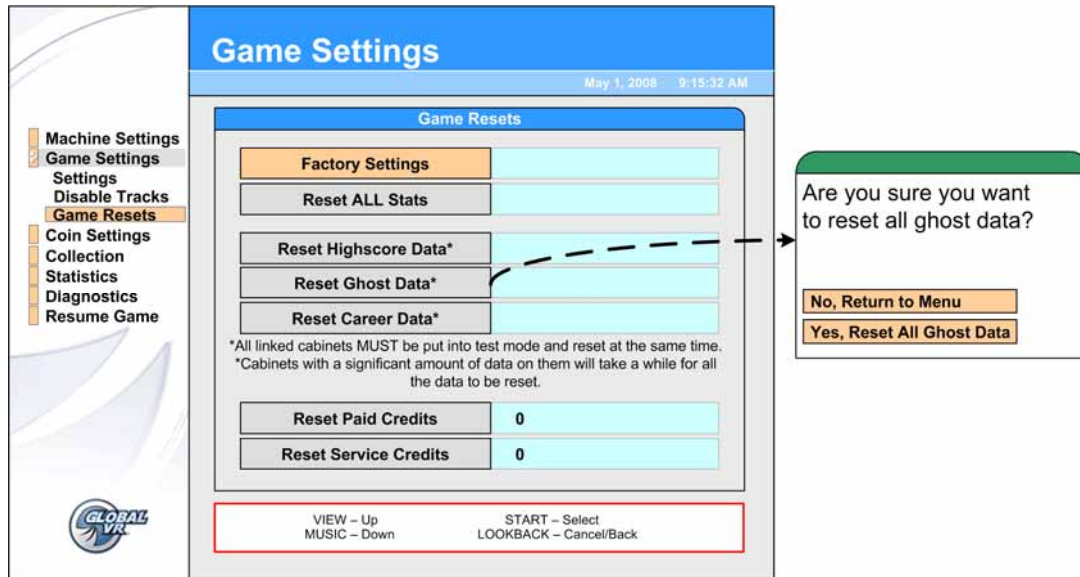 Game Settings
May 1, 2008 9:15:32 AM
Machine Settings
Game Settings
Settings
Disable Tracks
Game Resets
Coin Settings
Collection
Statistics
Diagnostics
Resume Game
GLOBAL
VR
Game Resets
Factory Settings
Reset ALL Stats
Reset Highscore Data*
Reset Ghost Data*
Reset Career Data*
*All linked cabinets MUST be put into test mode and reset at the same time.
*Cabinets with a significant amount of data on them will take a while for all
the data to be reset.
Reset Paid Credits 0
Reset Service Credits 0
VIEW – Up START – Select
MUSIC – Down LOOKBACK – Cancel/Back
Are you sure you want
to reset all ghost data?
No, Return to Menu
Yes, Reset All Ghost Data